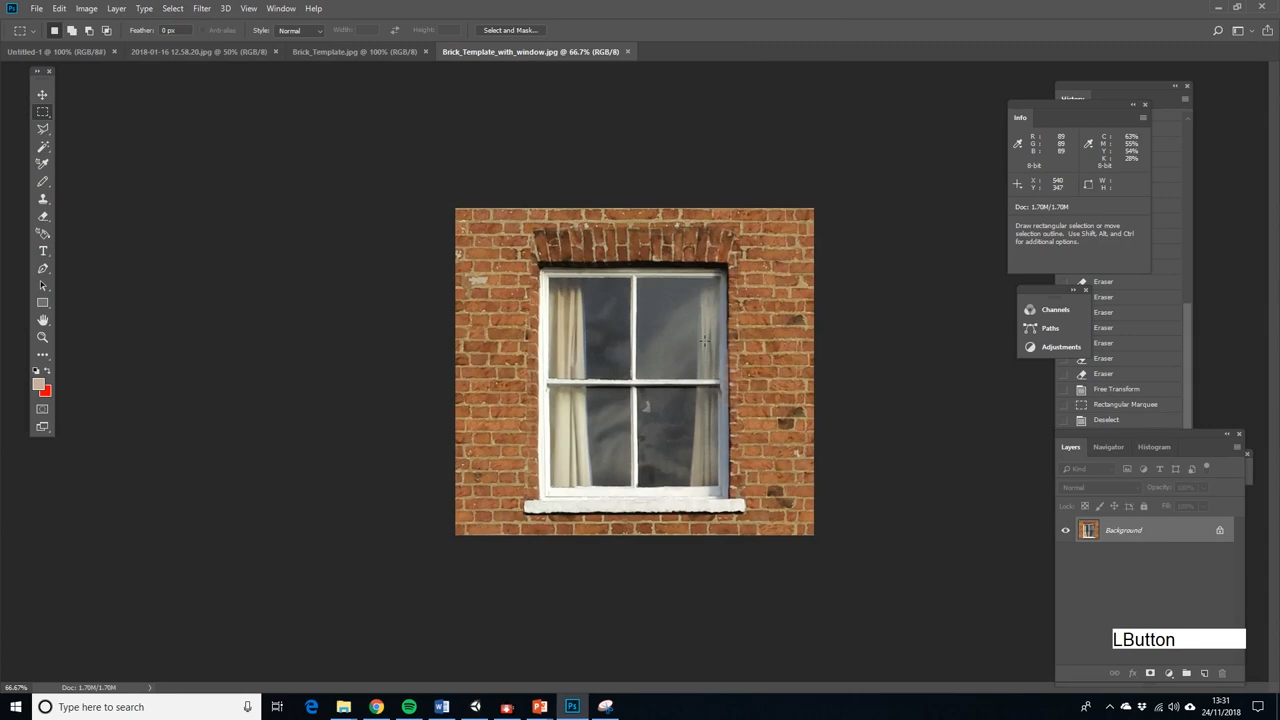 Ps File Edit Image Layer Type Select Filter 3D View Window Help
Feather: 0 px Anti-alias Style: Normal Width: Height: Select and Mask...
Untitled-1 @ 100% (RGB/8#) × 2018-01-16 12.58.20.jpg @ 50% (RGB/8) × Brick_Template.jpg @ 100% (RGB/8) × Brick_Template_with_window.jpg @ 66.7% (RGB/8) ×
History
Info
R : 89 C : 63%
G : 89 M : 55%
B : 89 Y : 54%
K : 28%
8-bit 8-bit
X : 540 W :
Y : 347 H :
Doc: 1.70M/1.70M
Draw rectangular selection or move
selection outline. Use Shift, Alt, and Ctrl
for additional options.
Eraser
Eraser
Channels
Eraser
Paths
Eraser
Adjustments
Eraser
Eraser
Eraser
Free Transform
Rectangular Marquee
Deselect
Layers Navigator Histogram
Kind
Normal Opacity: 100%
Lock: Fill: 100%
Background
LButton
66.67% Doc: 1.70M/1.70M
Type here to search
13:31
24/11/2018